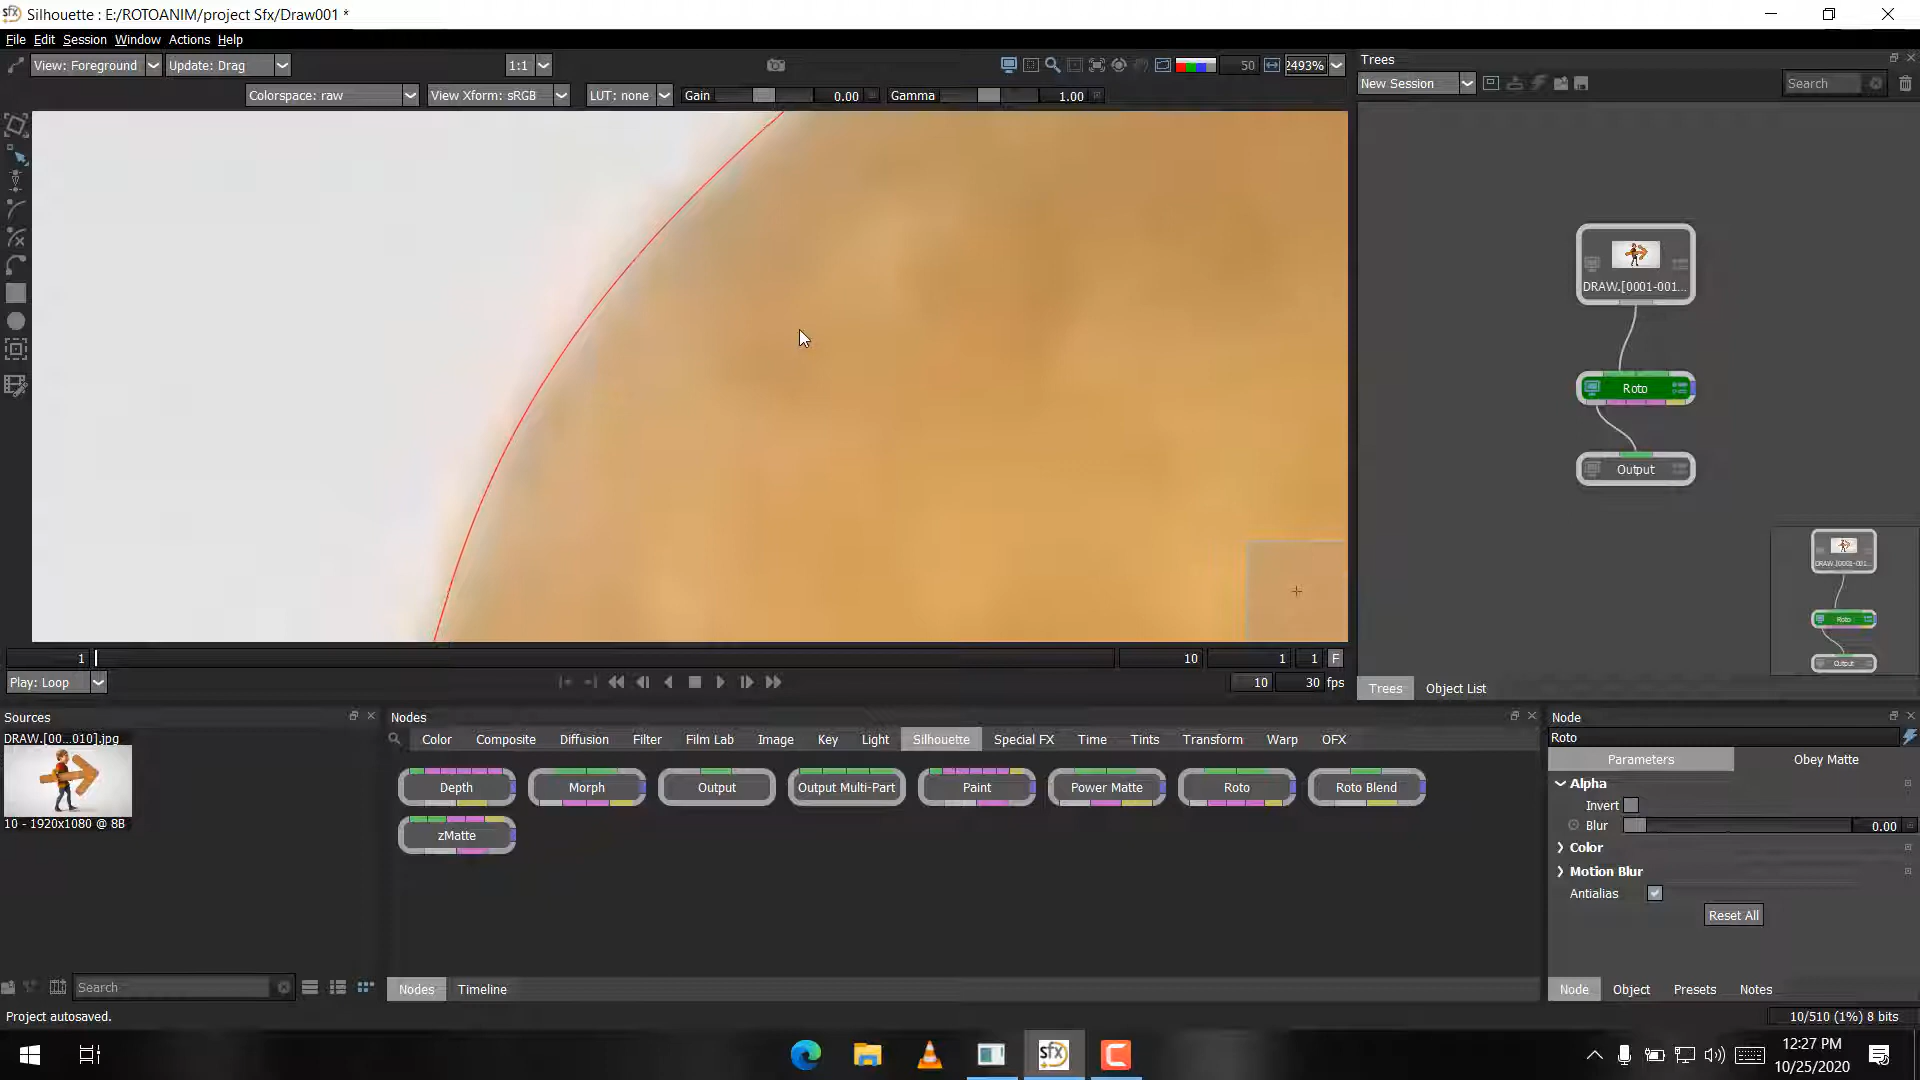 Silhouette : E:/ROTOANIM/project Sfx/Draw001 *
File Edit Session Window Actions Help
View: Foreground Update: Drag 1:1 50 2493%
Colorspace: raw View Xform: sRGB LUT: none Gain 0.00 Gamma 1.00
Trees
New Session Search
DRAW.[0001-001...
Roto
Output
DRAW.[0001-001...
Roto
Output
1 10 1 1 F
Play: Loop 10 30 fps
Trees Object List
Sources
DRAW.[00...010].jpg
10 - 1920x1080 @ 8B
Search
Nodes
Color Composite Diffusion Filter Film Lab Image Key Light Silhouette Special FX Time Tints Transform Warp OFX
Depth Morph Output Output Multi-Part Paint Power Matte Roto Roto Blend
zMatte
Nodes Timeline
Node
Roto
Parameters Obey Matte
Alpha
Invert
Blur 0.00
Color
Motion Blur
Antialias
Reset All
Node Object Presets Notes
Project autosaved.
10/510 (1%) 8 bits
sfx
12:27 PM
10/25/2020